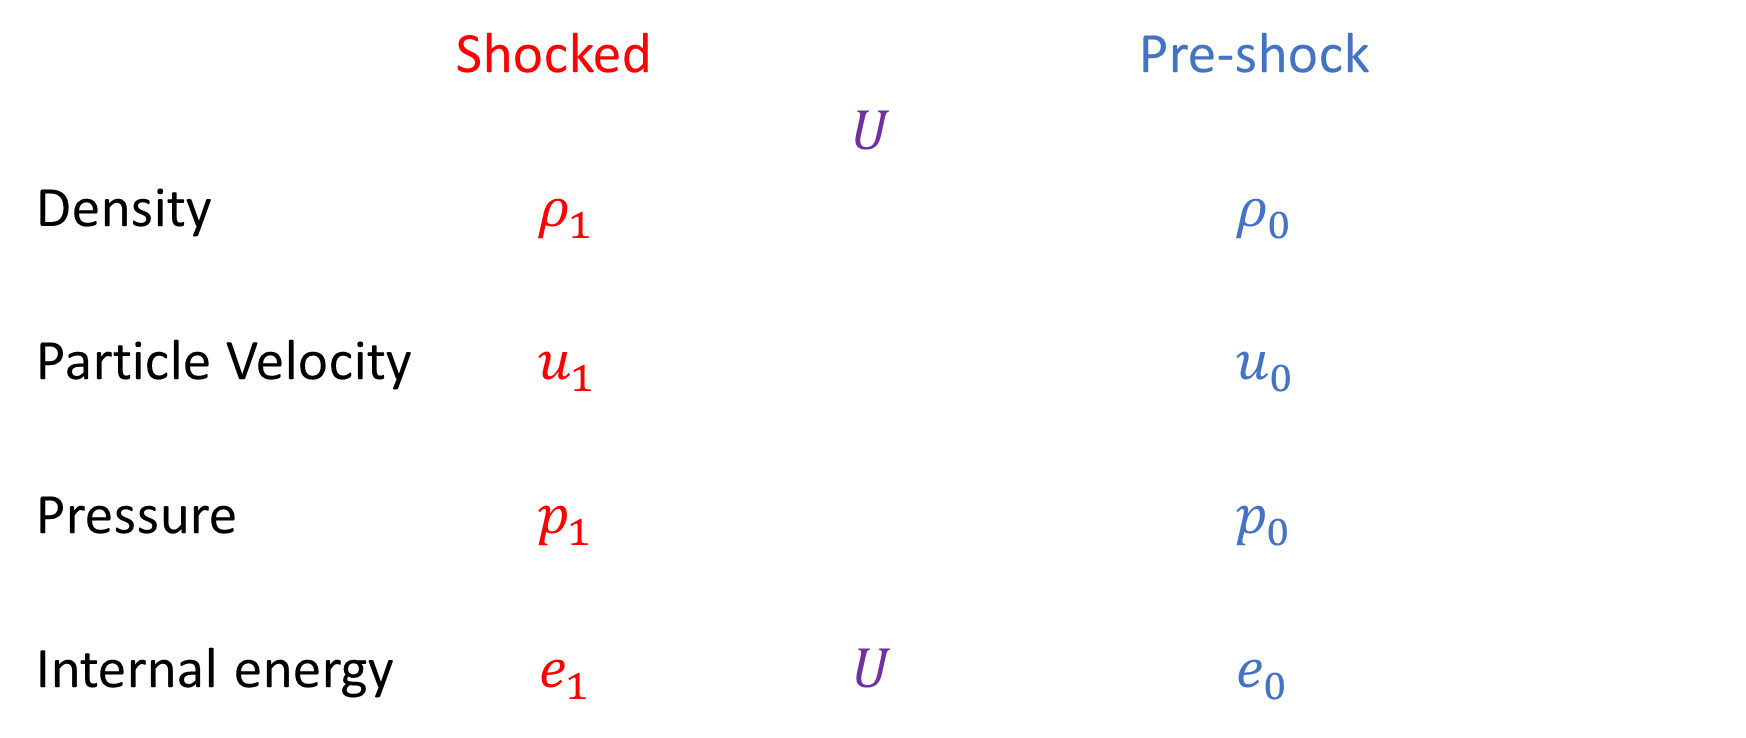 Shocked Pre-shock
U
Density ρ₁ ρ₀
Particle Velocity u₁ u₀
Pressure p₁ p₀
Internal energy e₁ U e₀